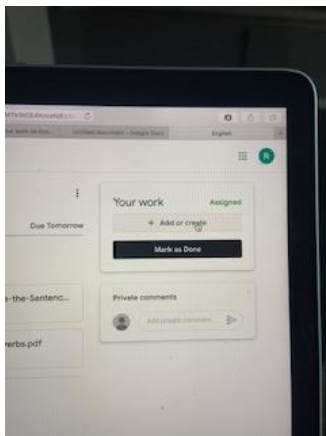 Untitled document - Google Docs
English
R
Your work
Assigned
+ Add or create
Due Tomorrow
Mark as Done
-the-Sentenc...
Private comments
Add private comment...
erbs.pdf